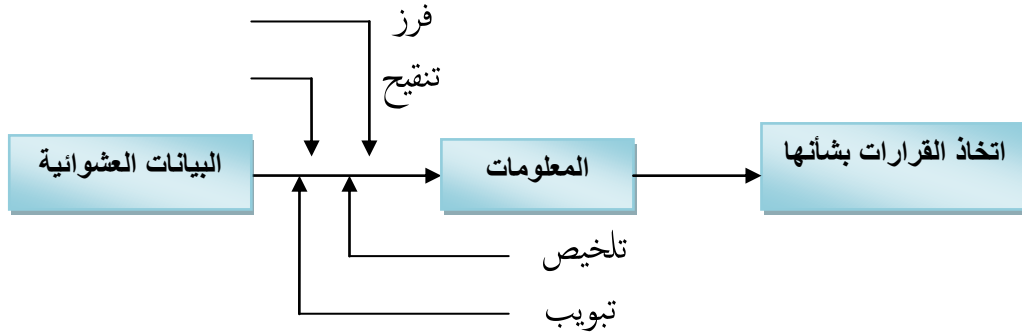 فرز
تنقيح
البيانات العشوائية
المعلومات
اتخاذ القرارات بشأنها
تلخيص
تبويب